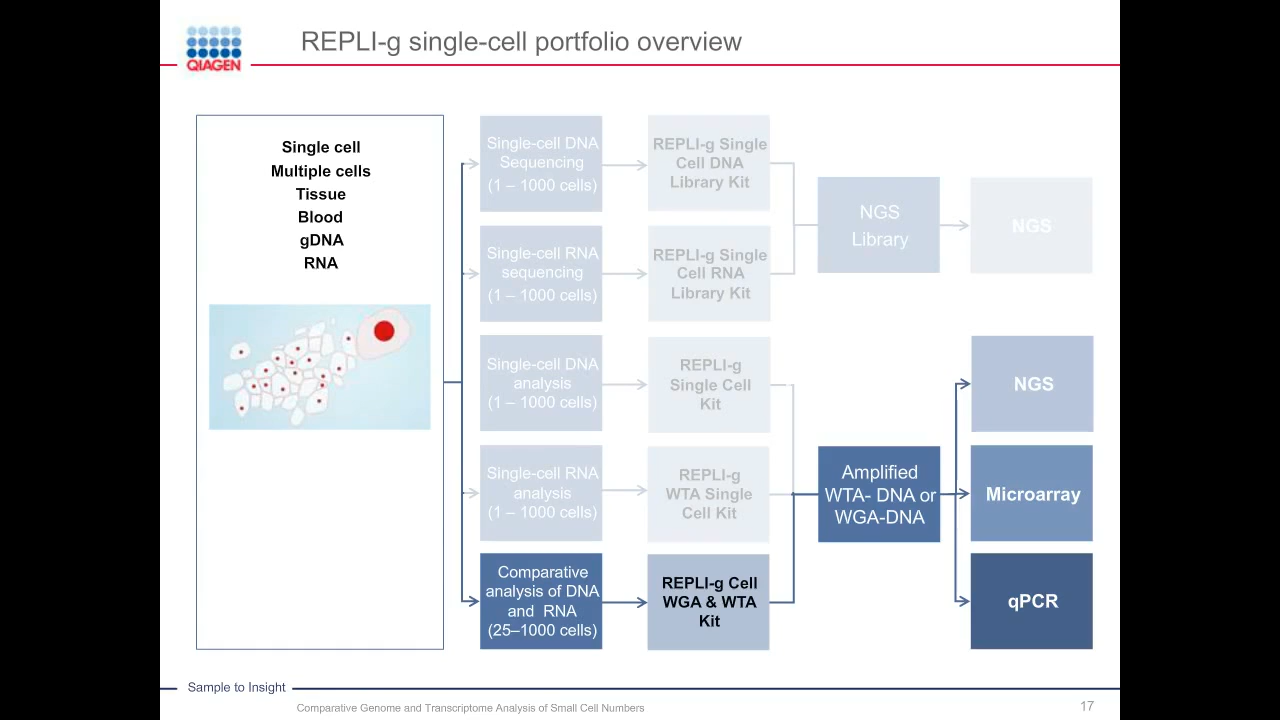 QIAGEN
REPLI-g single-cell portfolio overview
Single cell
Multiple cells
Tissue
Blood
gDNA
RNA
Single-cell DNA
Sequencing
(1 – 1000 cells)
REPLI-g Single
Cell DNA
Library Kit
Single-cell RNA
sequencing
(1 – 1000 cells)
REPLI-g Single
Cell RNA
Library Kit
NGS
Library
NGS
Single-cell DNA
analysis
(1 – 1000 cells)
REPLI-g
Single Cell
Kit
Single-cell RNA
analysis
(1 – 1000 cells)
REPLI-g
WTA Single
Cell Kit
Comparative
analysis of DNA
and RNA
(25–1000 cells)
REPLI-g Cell
WGA & WTA
Kit
Amplified
WTA- DNA or
WGA-DNA
NGS
Microarray
qPCR
Sample to Insight
Comparative Genome and Transcriptome Analysis of Small Cell Numbers
17